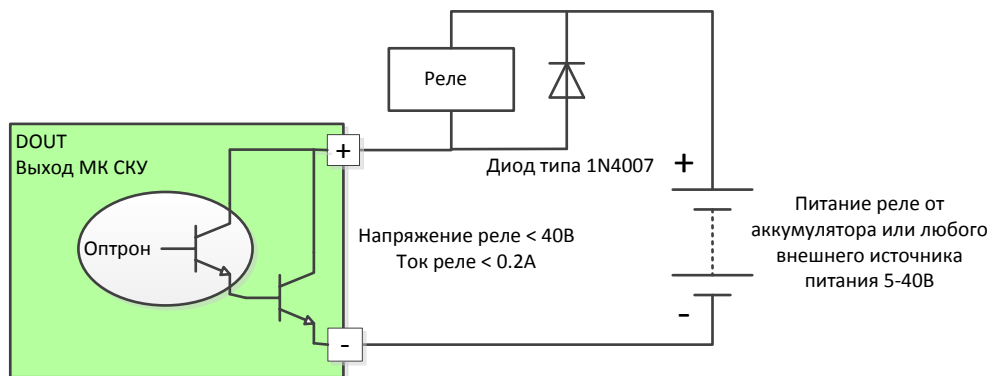 Реле
DOUT
Выход МК СКУ
+
Диод типа 1N4007
+
Оптрон
Напряжение реле < 40В
Ток реле < 0.2А
Питание реле от
аккумулятора или любого
внешнего источника
питания 5-40В
-
-